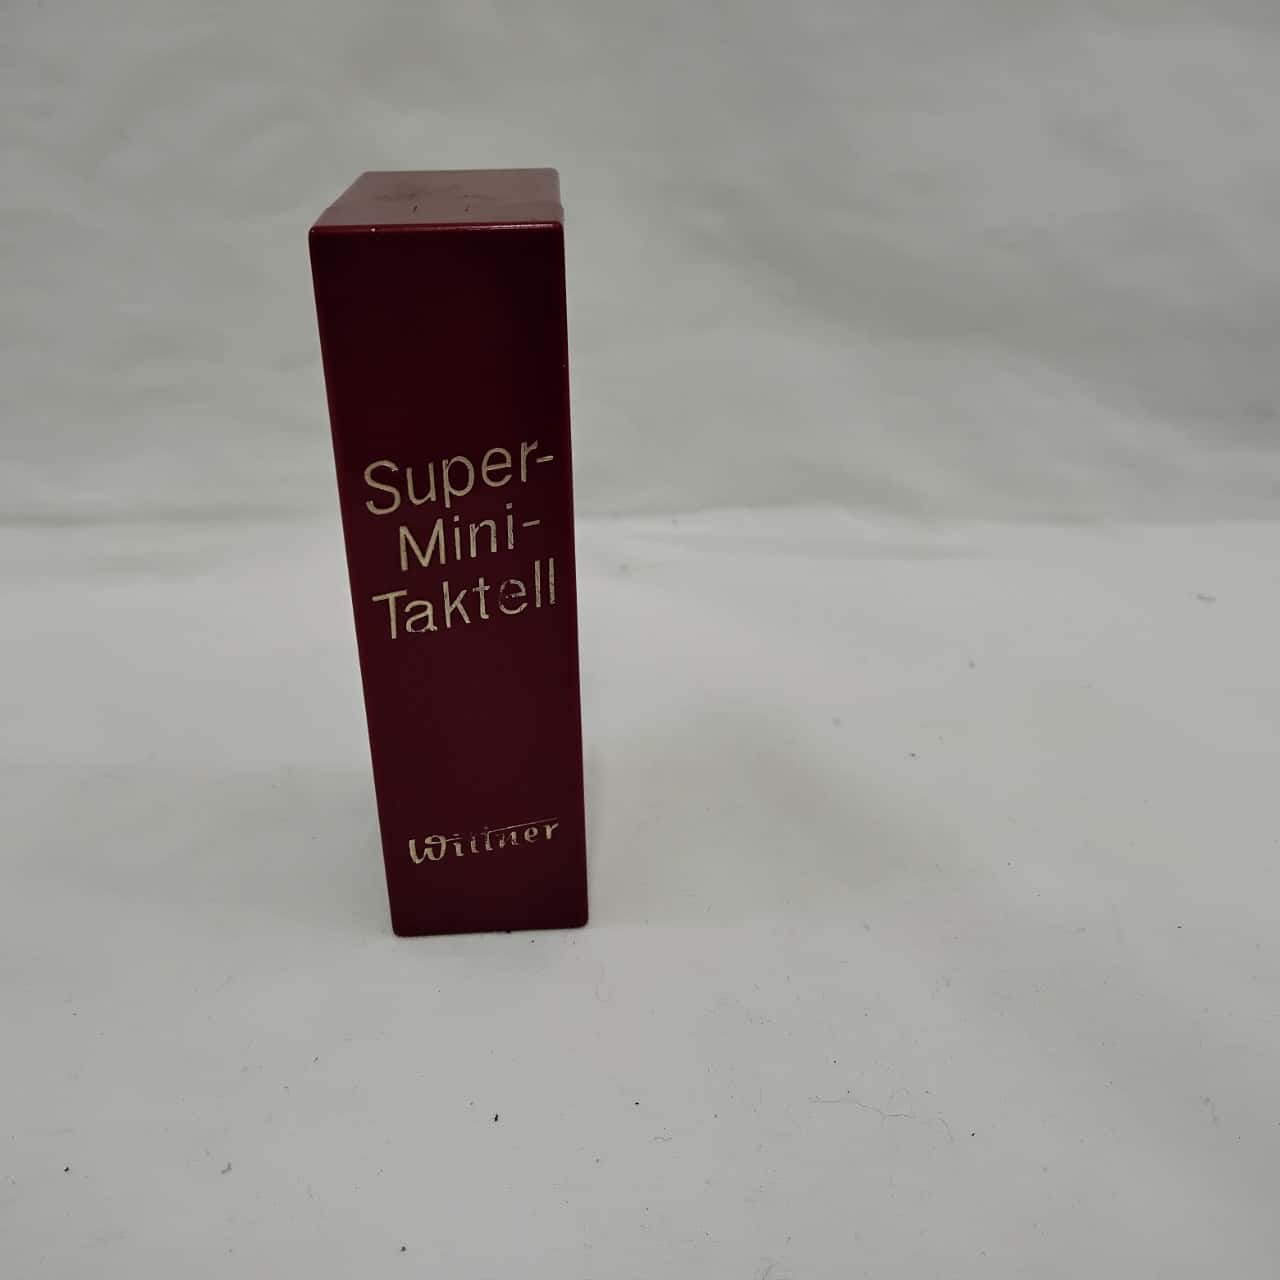 Super-
Mini-
Taktell
Wittner